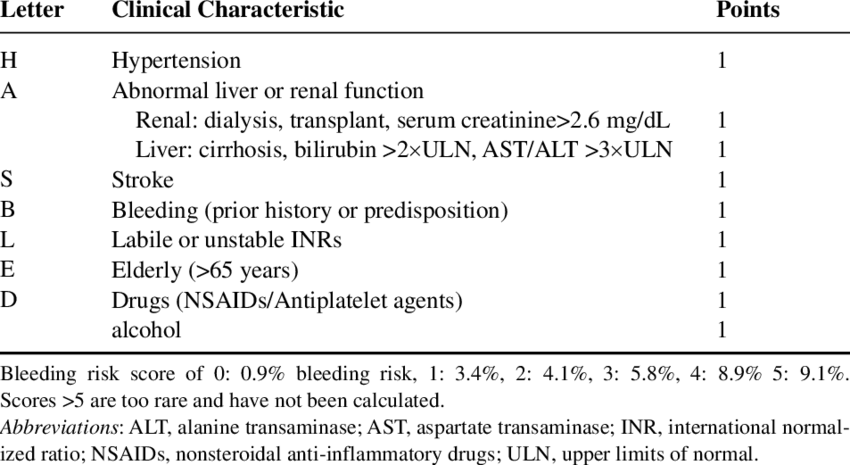 Letter Clinical Characteristic Points
H Hypertension 1
A Abnormal liver or renal function
Renal: dialysis, transplant, serum creatinine>2.6 mg/dL 1
Liver: cirrhosis, bilirubin >2×ULN, AST/ALT >3×ULN 1
S Stroke 1
B Bleeding (prior history or predisposition) 1
L Labile or unstable INRs 1
E Elderly (>65 years) 1
D Drugs (NSAIDs/Antiplatelet agents) 1
alcohol 1
Bleeding risk score of 0: 0.9% bleeding risk, 1: 3.4%, 2: 4.1%, 3: 5.8%, 4: 8.9% 5: 9.1%.
Scores >5 are too rare and have not been calculated.
Abbreviations: ALT, alanine transaminase; AST, aspartate transaminase; INR, international normal-
ized ratio; NSAIDs, nonsteroidal anti-inflammatory drugs; ULN, upper limits of normal.